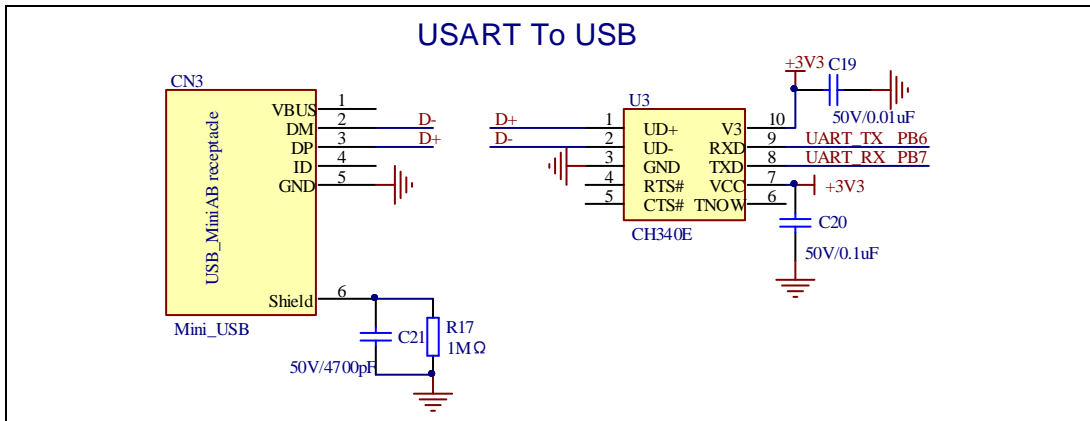 USART To USB
CN3
VBUS 1
DM 2 D-
DP 3 D+
ID 4
GND 5
USB_MiniAB receptacle
Shield 6
Mini_USB
C21
50V/4700pF
R17
1MΩ
U3
D+ 1 UD+ V3 10
D- 2 UD- RXD 9 UART_TX PB6
3 GND TXD 8 UART_RX PB7
4 RTS# VCC 7 +3V3
5 CTS# TNOW 6
CH340E
+3V3
C19
50V/0.01uF
C20
50V/0.1uF